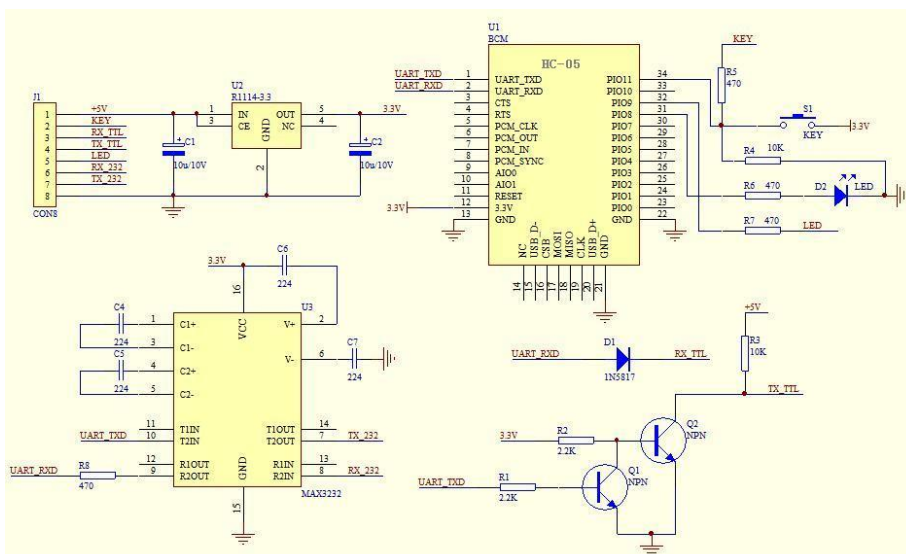 J1
1 +5V
2 KEY
3 RX_TTL
4 TX_TTL
5 LED
6 RX_232
7 TX_232
8
CON8
C1
10u/10V
U2
R1114-3.3
1 IN OUT 5
3 CE NC 4
GND
2
3.3V
C2
10u/10V
U1
BCM
HC-05
UART_TXD 1 UART_TXD PIO11 34
UART_RXD 2 UART_RXD PIO10 33
3 CTS PIO9 32
4 RTS PIO8 31
5 PCM_CLK PIO7 30
6 PCM_OUT PIO6 29
7 PCM_IN PIO5 28
8 PCM_SYNC PIO4 27
9 AIO0 PIO3 26
10 AIO1 PIO2 25
11 RESET PIO1 24
3.3V 12 3.3V PIO0 23
13 GND GND 22
NC USB_D- CSB MOSI MISO CLK USB_D+ GND
14 15 16 17 18 19 20 21
KEY
R5
470
S1
KEY
3.3V
R4 10K
R6 470
D2 LED
R7 470
LED
3.3V
C6
224
16
U3
VCC
C4
224
1 C1+ V+ 2
3 C1-
C5
224
4 C2+ V- 6
5 C2-
C7
224
11 T1IN T1OUT 14
UART_TXD 10 T2IN T2OUT 7 TX_232
12 R1OUT R1IN 13
UART_RXD R8 9 R2OUT R2IN 8 RX_232
470
GND
15
MAX3232
UART_RXD D1 RX_TTL
1N5817
+5V
R3
10K
TX_TTL
3.3V R2
2.2K
Q2
NPN
UART_TXD R1
2.2K
Q1
NPN